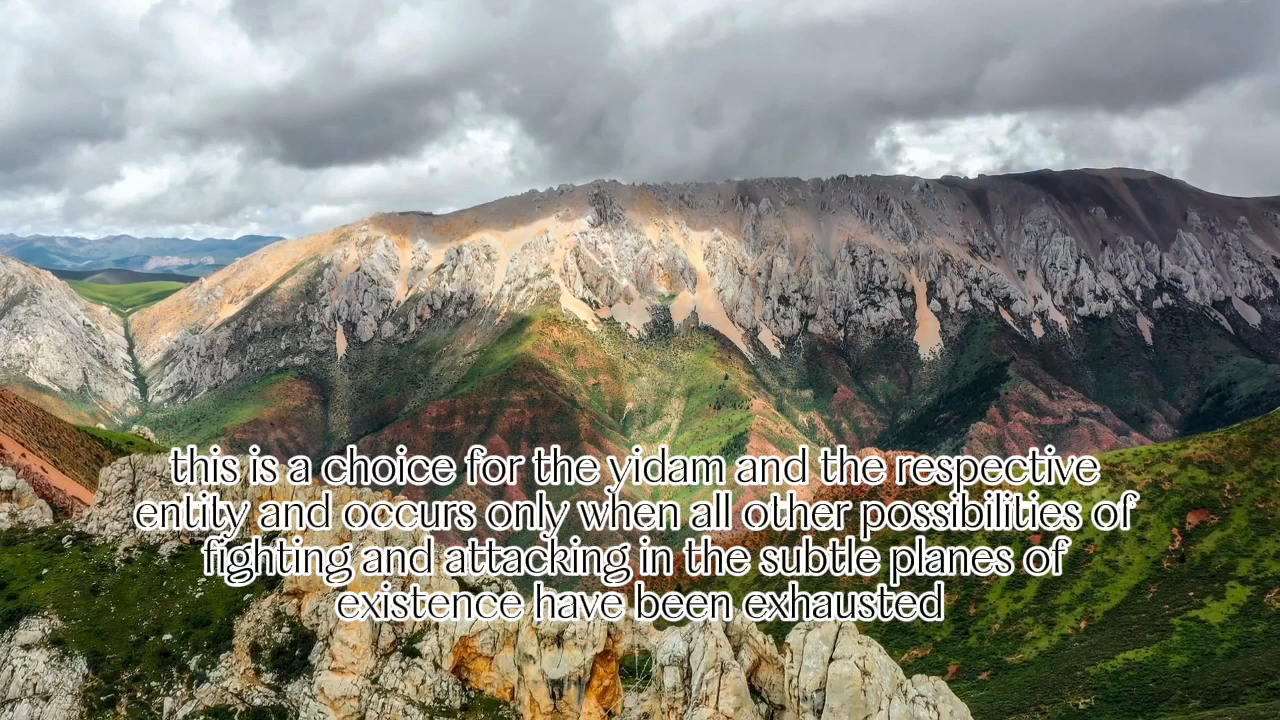 this is a choice for the yidam and the respective
entity and occurs only when all other possibilities of
fighting and attacking in the subtle planes of
existence have been exhausted